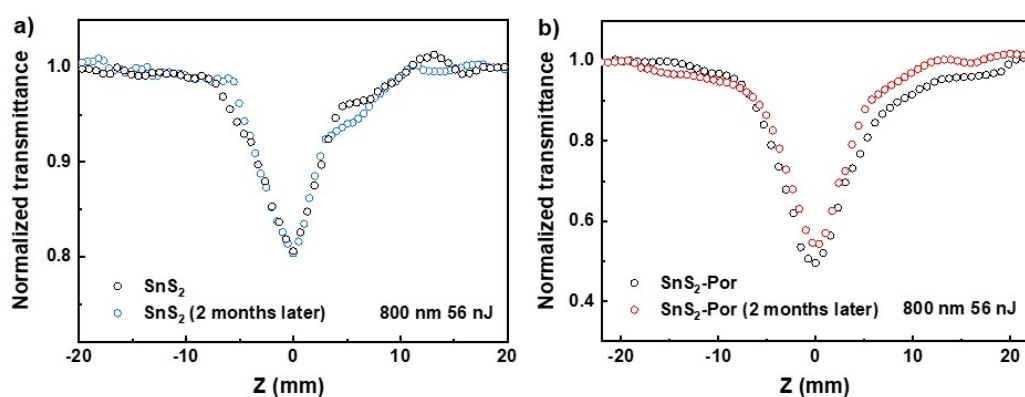 a)
Normalized transmittance
1.0
0.9
0.8
SnS₂
SnS₂ (2 months later)
800 nm 56 nJ
-20
-10
0
10
20
Z (mm)
b)
Normalized transmittance
1.0
0.8
0.6
0.4
SnS₂-Por
SnS₂-Por (2 months later)
800 nm 56 nJ
-20
-10
0
10
20
Z (mm)